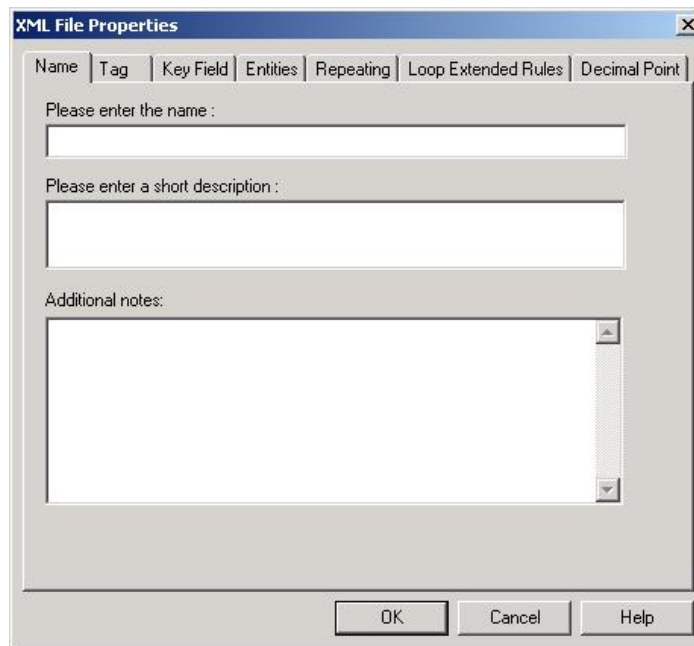 XML File Properties
Name Tag Key Field Entities Repeating Loop Extended Rules Decimal Point
Please enter the name :
Please enter a short description :
Additional notes:
OK Cancel Help